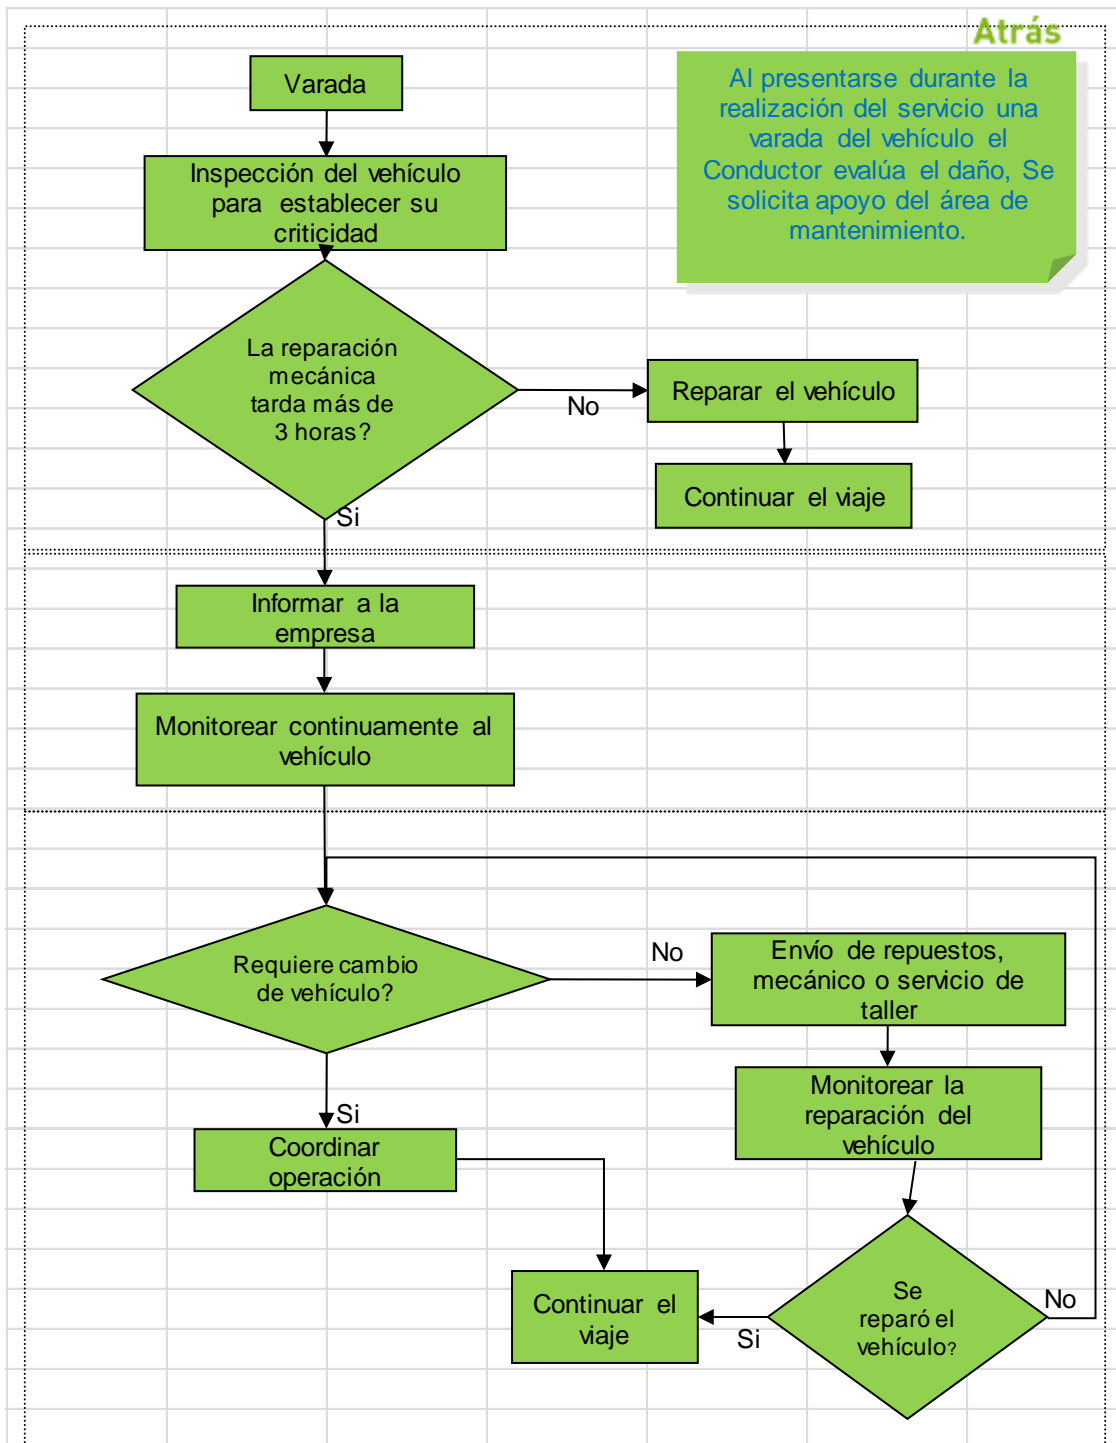 Atrás
Varada
Al presentarse durante la
realización del servicio una
varada del vehículo el
Conductor evalúa el daño, Se
solicita apoyo del área de
mantenimiento.
Inspección del vehículo
para establecer su
criticidad
La reparación
mecánica
tarda más de
3 horas?
No
Reparar el vehículo
Continuar el viaje
Si
Informar a la
empresa
Monitorear continuamente al
vehículo
Requiere cambio
de vehículo?
No
Envío de repuestos,
mecánico o servicio de
taller
Monitorear la
reparación del
vehículo
Si
Coordinar
operación
Continuar el
viaje
Si
Se
reparó el
vehículo?
No